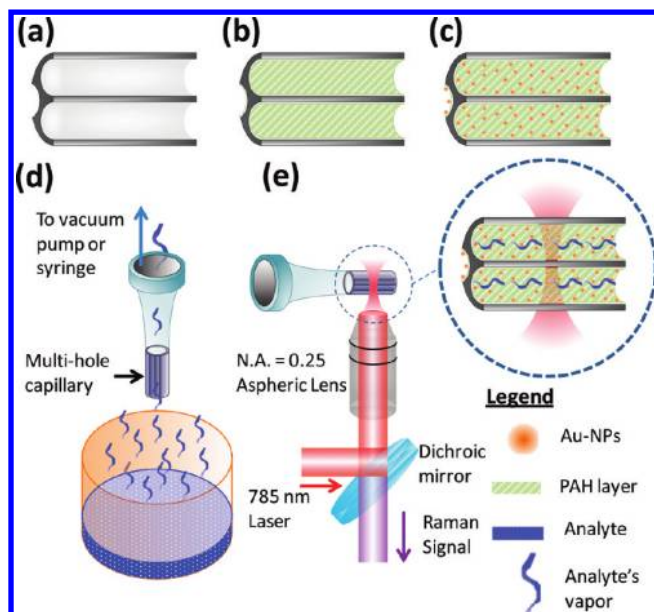 (a)
(b)
(c)
(d)
(e)
To vacuum
pump or
syringe
Multi-hole
capillary
N.A. = 0.25
Aspheric Lens
Dichroic
mirror
785 nm
Laser
Raman
Signal
Legend
Au-NPs
PAH layer
Analyte
Analyte's
vapor